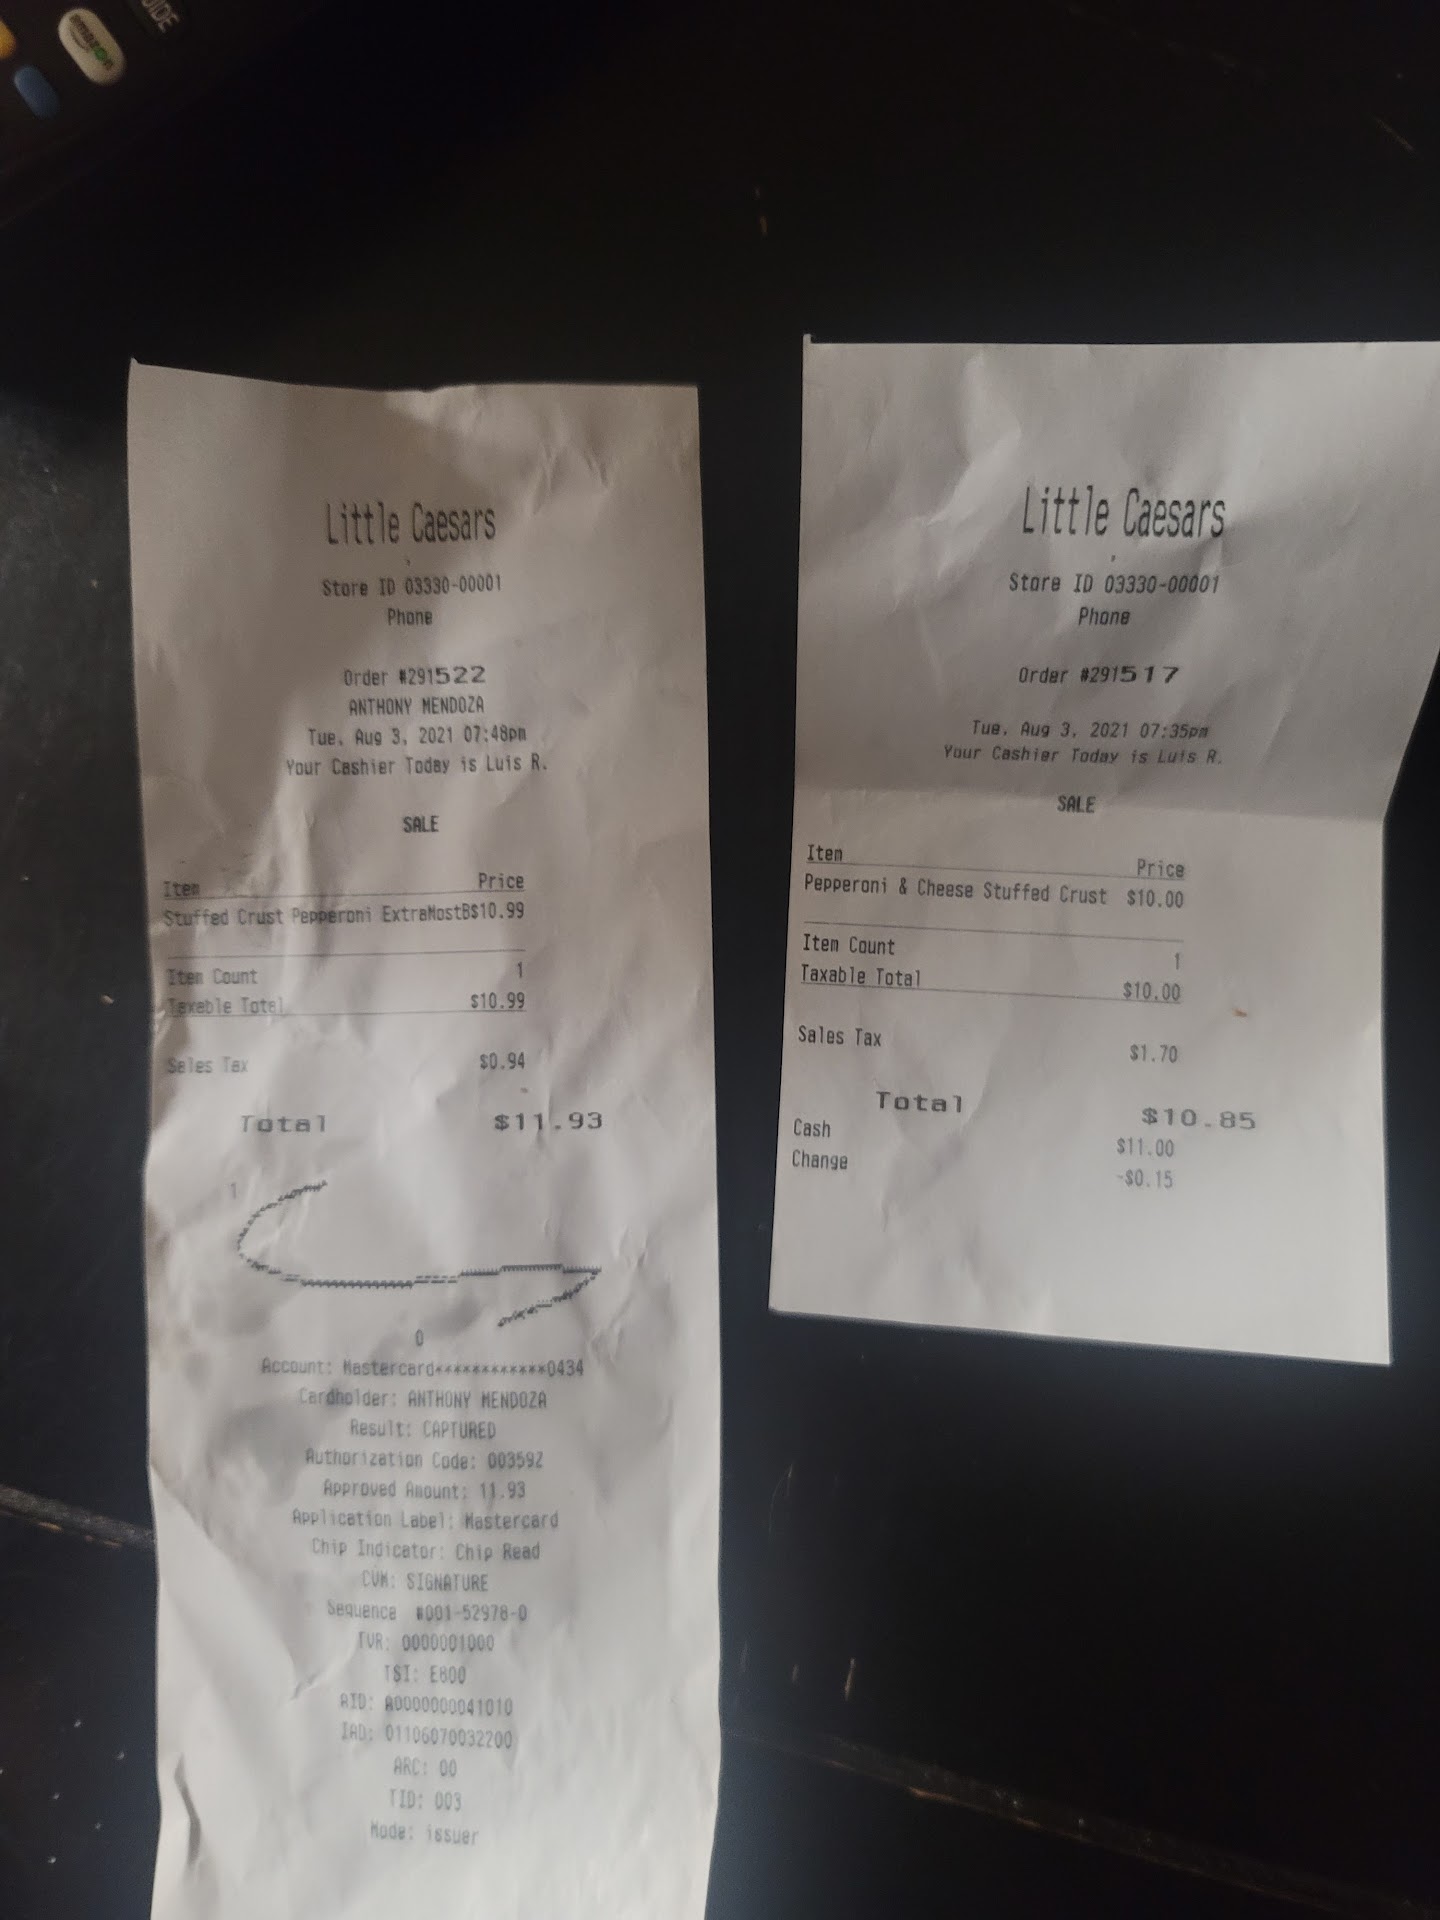 amazon
Little Caesars
,
Store ID 03330-00001
Phone
Order #291522
ANTHONY MENDOZA
Tue, Aug 3, 2021 07:48pm
Your Cashier Today is Luis R.
SALE
Item Price
Stuffed Crust Pepperoni ExtraMostB$10.99
Item Count 1
Taxable Total $10.99
Sales Tax $0.94
Total $11.93
1
0
Account: Mastercard************0434
Cardholder: ANTHONY MENDOZA
Result: CAPTURED
Authorization Code: 00359Z
Approved Amount: 11.93
Application Label: Mastercard
Chip Indicator: Chip Read
CVM: SIGNATURE
Sequence #001-52978-0
TVR: 0000001000
TSI: E800
AID: A0000000041010
IAD: 01106070032200
ARC: 00
TID: 003
Mode: issuer
Little Caesars
,
Store ID 03330-00001
Phone
Order #291517
Tue, Aug 3, 2021 07:35pm
Your Cashier Today is Luis R.
SALE
Item Price
Pepperoni & Cheese Stuffed Crust $10.00
Item Count 1
Taxable Total $10.00
Sales Tax $1.70
Total $10.85
Cash $11.00
Change -$0.15